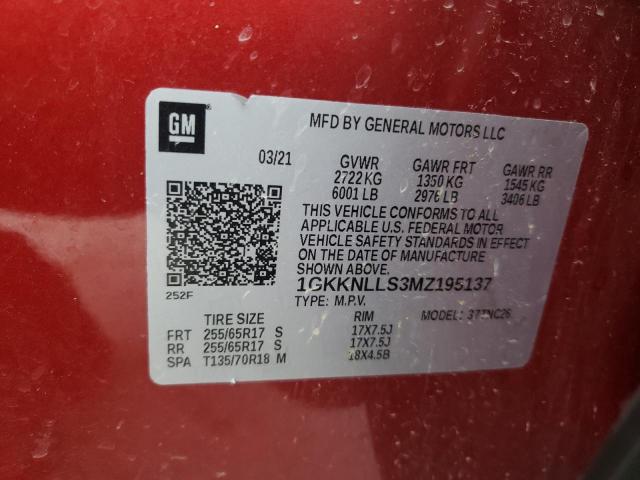 GM
MFD BY GENERAL MOTORS LLC
03/21 GVWR GAWR FRT GAWR RR
2722 KG 1350 KG 1545 KG
6001 LB 2976 LB 3406 LB
THIS VEHICLE CONFORMS TO ALL
APPLICABLE U.S. FEDERAL MOTOR
VEHICLE SAFETY STANDARDS IN EFFECT
ON THE DATE OF MANUFACTURE
SHOWN ABOVE.
252F
1GKKNLLS3MZ195137
TYPE: M.P.V. MODEL:
TIRE SIZE RIM
FRT 255/65R17 S 17X7.5J
RR 255/65R17 S 17X7.5J
SPA T135/70R18 M 18X4.5B